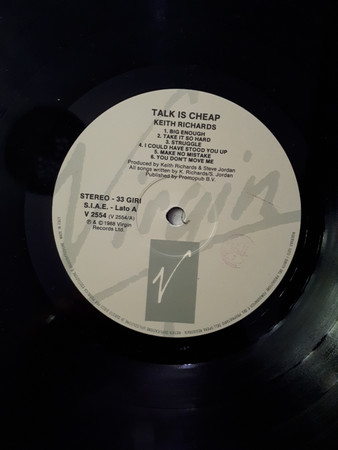 TALK IS CHEAP
KEITH RICHARDS
1. BIG ENOUGH
2. TAKE IT SO HARD
3. STRUGGLE
4. I COULD HAVE STOOD YOU UP
5. MAKE NO MISTAKE
6. YOU DON'T MOVE ME
Produced by Keith Richards & Steve Jordan
All songs written by K. Richards/S. Jordan
Published by Promopub B.V.
STEREO - 33 GIRI
S.I.A.E. - Lato A
V 2554 (V 2554/A)
℗ & © 1988 Virgin
Records Ltd.
Virgin
V